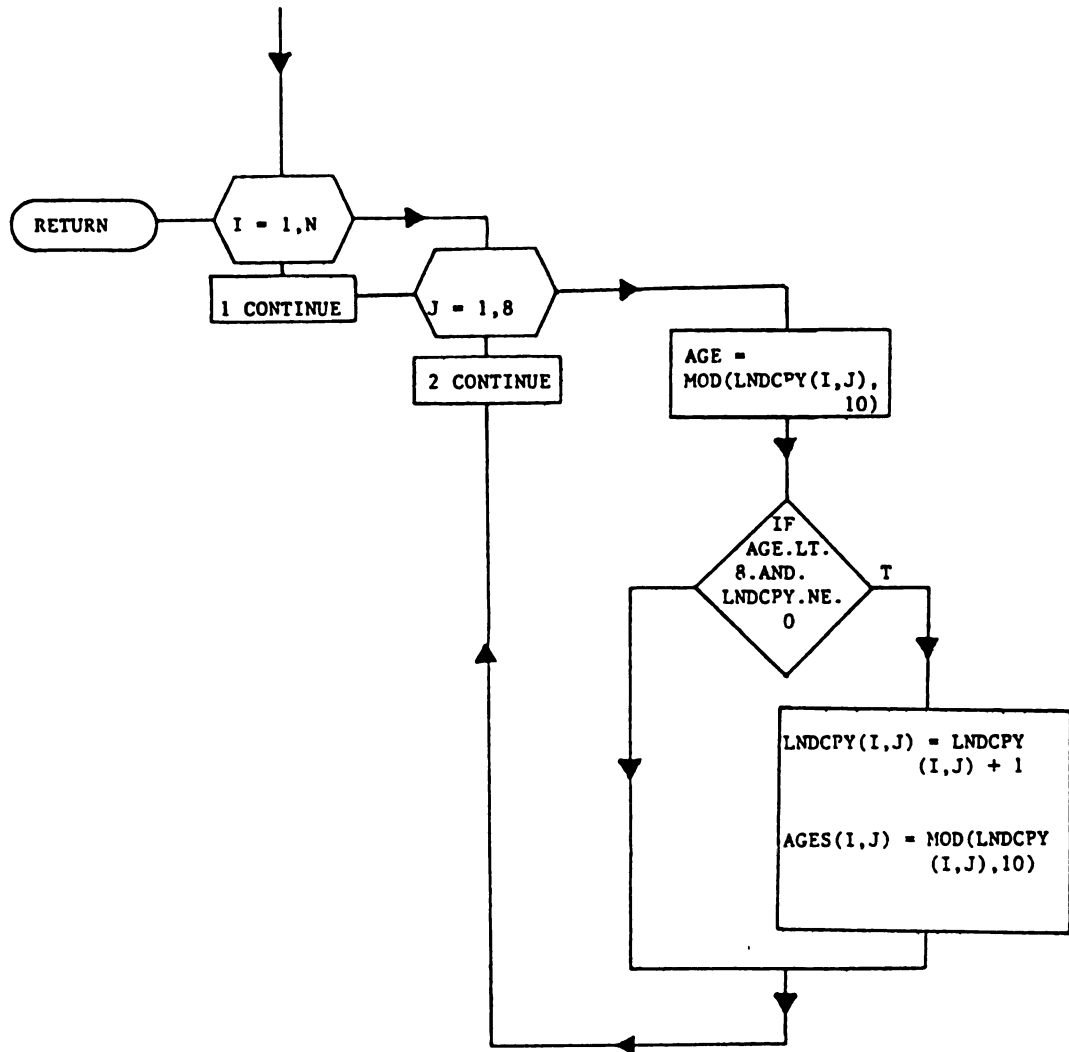 RETURN
I = 1,N
1 CONTINUE
J = 1,8
2 CONTINUE
AGE =
MOD(LNDCPY(I,J),
10)
IF
AGE.LT.
8.AND.
LNDCPY.NE.
0
T
LNDCPY(I,J) = LNDCPY
(I,J) + 1
AGES(I,J) = MOD(LNDCPY
(I,J),10)